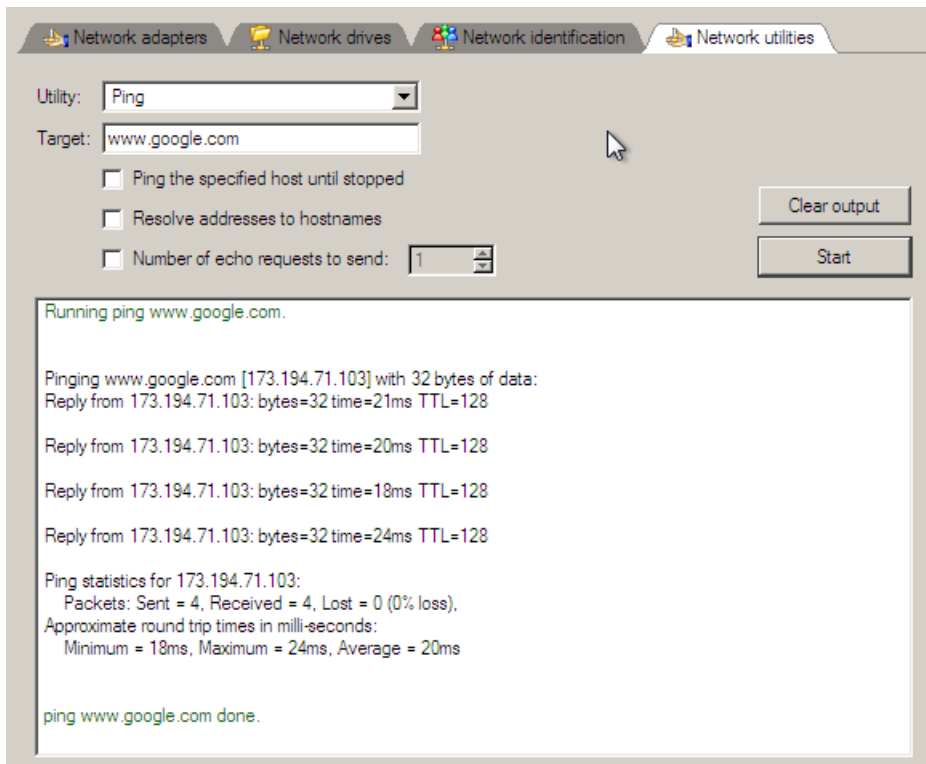 Network adapters Network drives Network identification Network utilities
Utility: Ping
Target: www.google.com
Ping the specified host until stopped
Resolve addresses to hostnames
Clear output
Number of echo requests to send: 1
Start
Running ping www.google.com.
Pinging www.google.com [173.194.71.103] with 32 bytes of data:
Reply from 173.194.71.103: bytes=32 time=21ms TTL=128
Reply from 173.194.71.103: bytes=32 time=20ms TTL=128
Reply from 173.194.71.103: bytes=32 time=18ms TTL=128
Reply from 173.194.71.103: bytes=32 time=24ms TTL=128
Ping statistics for 173.194.71.103:
Packets: Sent = 4, Received = 4, Lost = 0 (0% loss),
Approximate round trip times in milli-seconds:
Minimum = 18ms, Maximum = 24ms, Average = 20ms
ping www.google.com done.